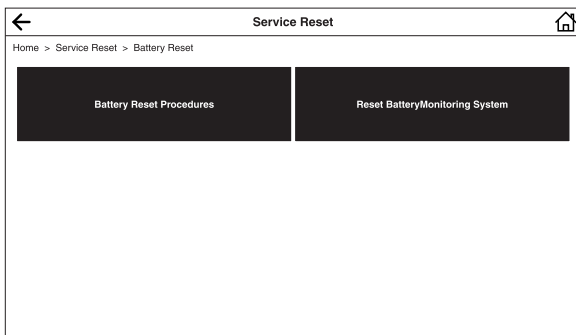 Service Reset
Home > Service Reset > Battery Reset
Battery Reset Procedures
Reset BatteryMonitoring System